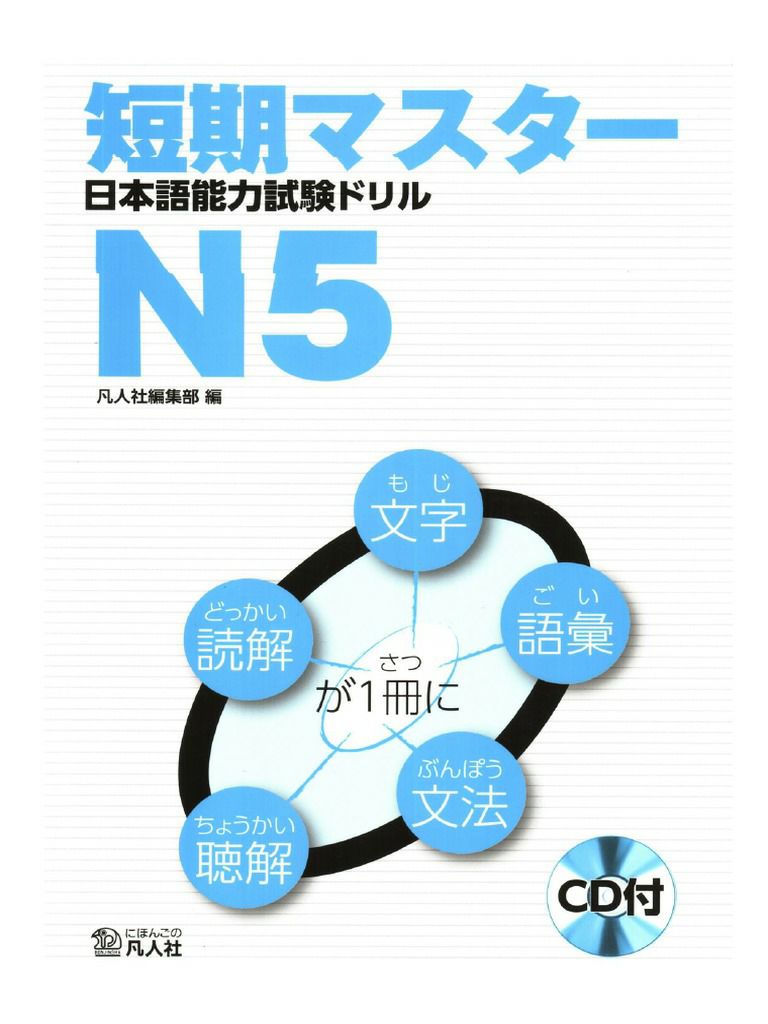 短期マスター
日本語能力試験ドリル
N5
凡人社編集部 編
もじ
文字
ごい
語彙
どっかい
読解
さつ
が1冊に
ぶんぽう
文法
ちょうかい
聴解
CD付
にほんごの
凡人社
BONJINSHA